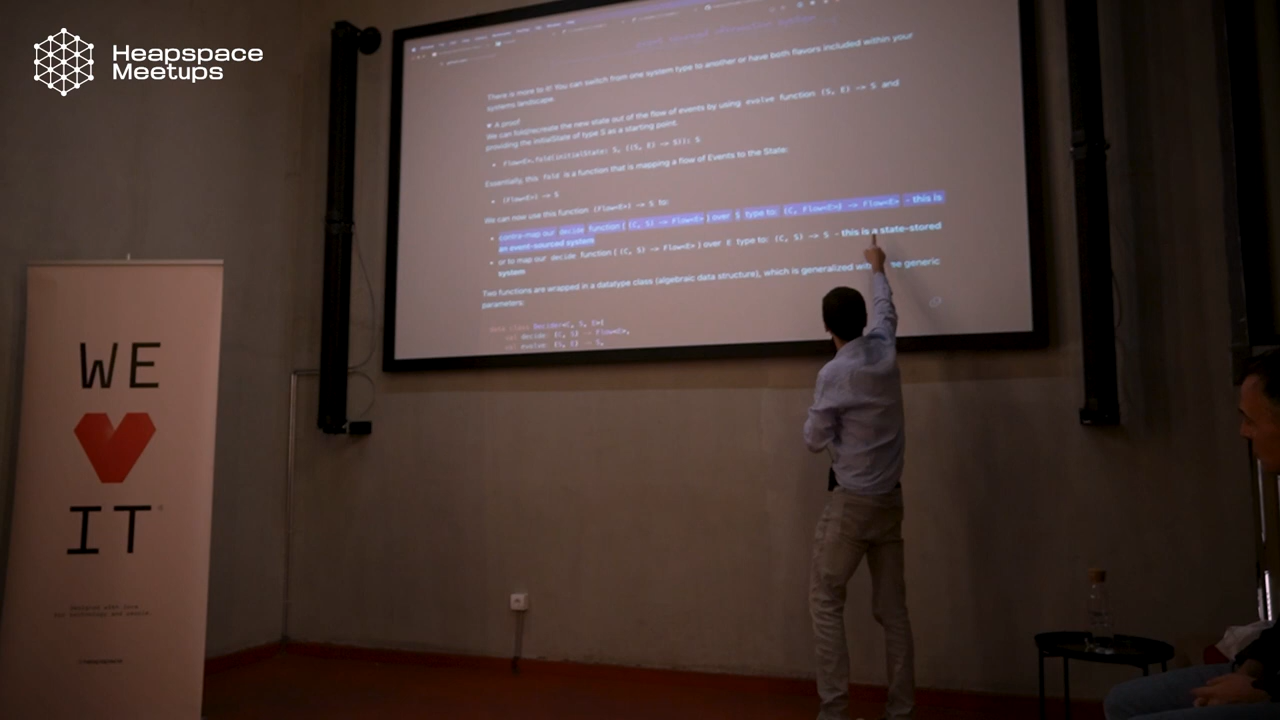 Heapspace
Meetups
There is more to it! You can switch from one system type to another or have both flavors included within your
systems landscape.
▾ A proof
We can fold/recreate the new state out of the flow of events by using evolve function (S, E) -> S and
providing the initialState of type S as a starting point.
• Flow<E>.fold(initialState: S, ((S, E) -> S)): S
Essentially, this fold is a function that is mapping a flow of Events to the State:
• (Flow<E>) -> S
We can now use this function (Flow<E>) -> S to:
• contra-map our decide function ( (C, S) -> Flow<E> ) over S type to: (C, Flow<E>) -> Flow<E> - this is
an event-sourced system
• or to map our decide function ( (C, S) -> Flow<E> ) over E type to: (C, S) -> S - this is a state-stored
system
Two functions are wrapped in a datatype class (algebraic data structure), which is generalized with generic
parameters:
data class Decider<C, S, E>(
val decide: (C, S) -> Flow<E>,
val evolve: (S, E) -> S,
WE
IT